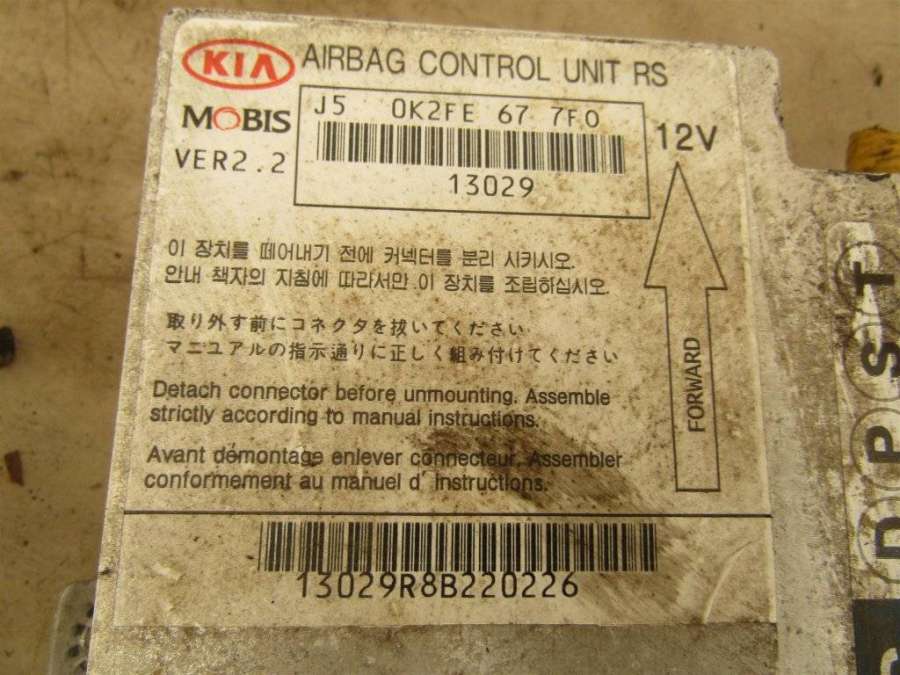 KIA AIRBAG CONTROL UNIT RS
MOBIS
VER2.2
J5 0K2FE 67 7F0
13029
12V
이 장치를 떼어내기 전에 커넥터를 분리 시키시오.
안내 책자의 지침에 따라서만 이 장치를 조립하십시오.
取り外す前にコネクタを抜いてください
マニュアルの指示通りに正しく組み付けてください
Detach connector before unmounting. Assemble
strictly according to manual instructions.
Avant démontage enlever connecteur. Assembler
conformement au manuel d' instructions.
FORWARD
13029R8B220226
D P S T